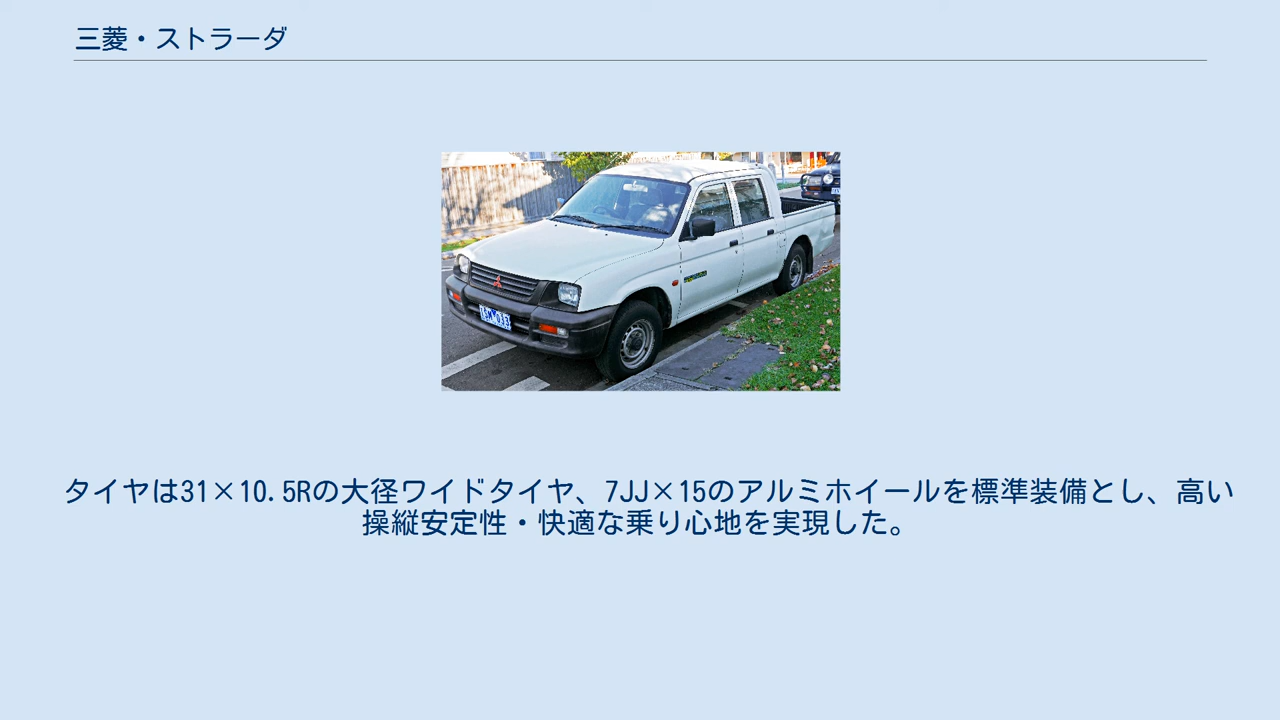 三菱・ストラーダ
タイヤは31×10.5Rの大径ワイドタイヤ、7JJ×15のアルミホイールを標準装備とし、高い
操縦安定性・快適な乗り心地を実現した。